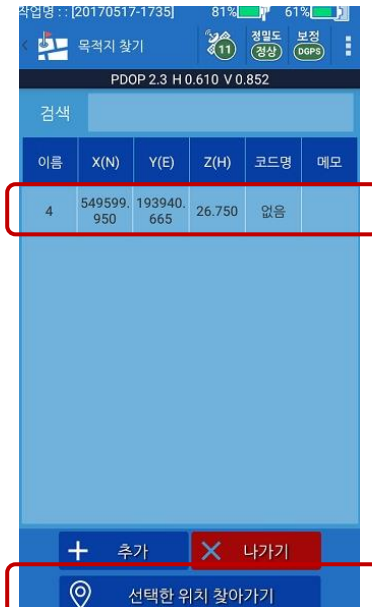 작업명 : : [20170517-1735] 81% 61%
목적지 찾기 11 정밀도 정상 보정 DGPS
PDOP 2.3 H 0.610 V 0.852
검색
이름 X(N) Y(E) Z(H) 코드명 메모
4 549599.950 193940.665 26.750 없음
추가 나가기
선택한 위치 찾아가기